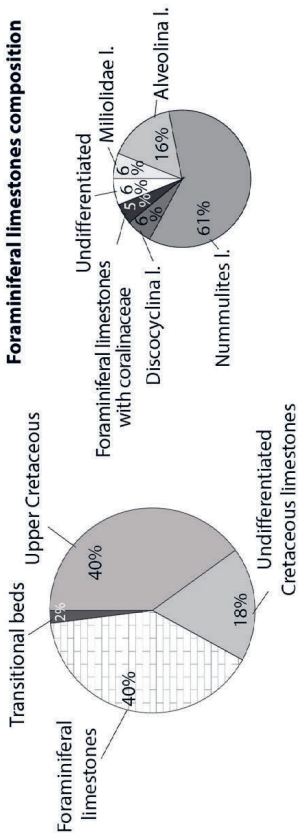 Foraminiferal limestones composition
Transitional beds
Upper Cretaceous
2%
40%
40%
18%
Foraminiferal
limestones
Undifferentiated
Cretaceous limestones
Undifferentiated
Miliolidae l.
Foraminiferal limestones
with coralinaceae
Alveolina l.
Discocyclina l.
Nummulites l.
6
%
6
%
5
%
6
%
16%
61%